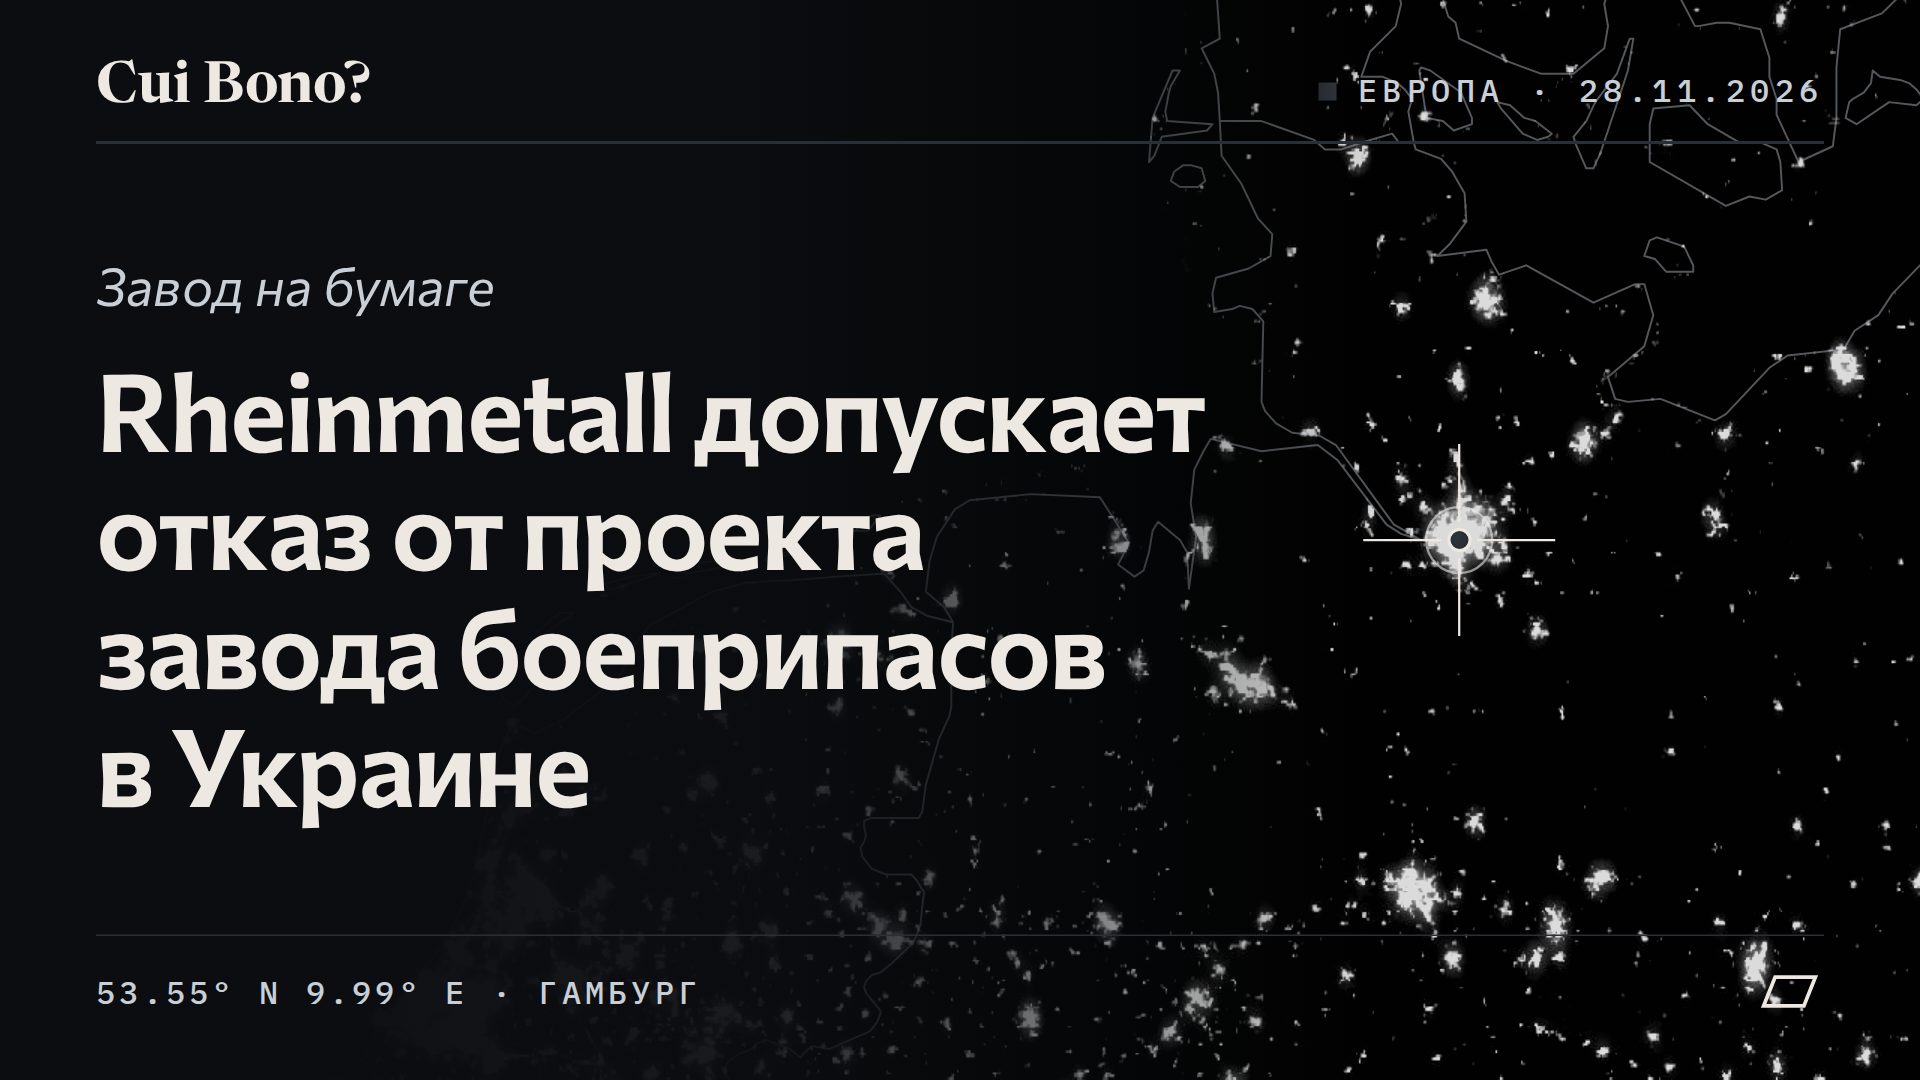 Cui Bono?
ЕВРОПА · 28.11.2026
Завод на бумаге
Rheinmetall допускает
отказ от проекта
завода боеприпасов
в Украине
53.55° N 9.99° E · ГАМБУРГ